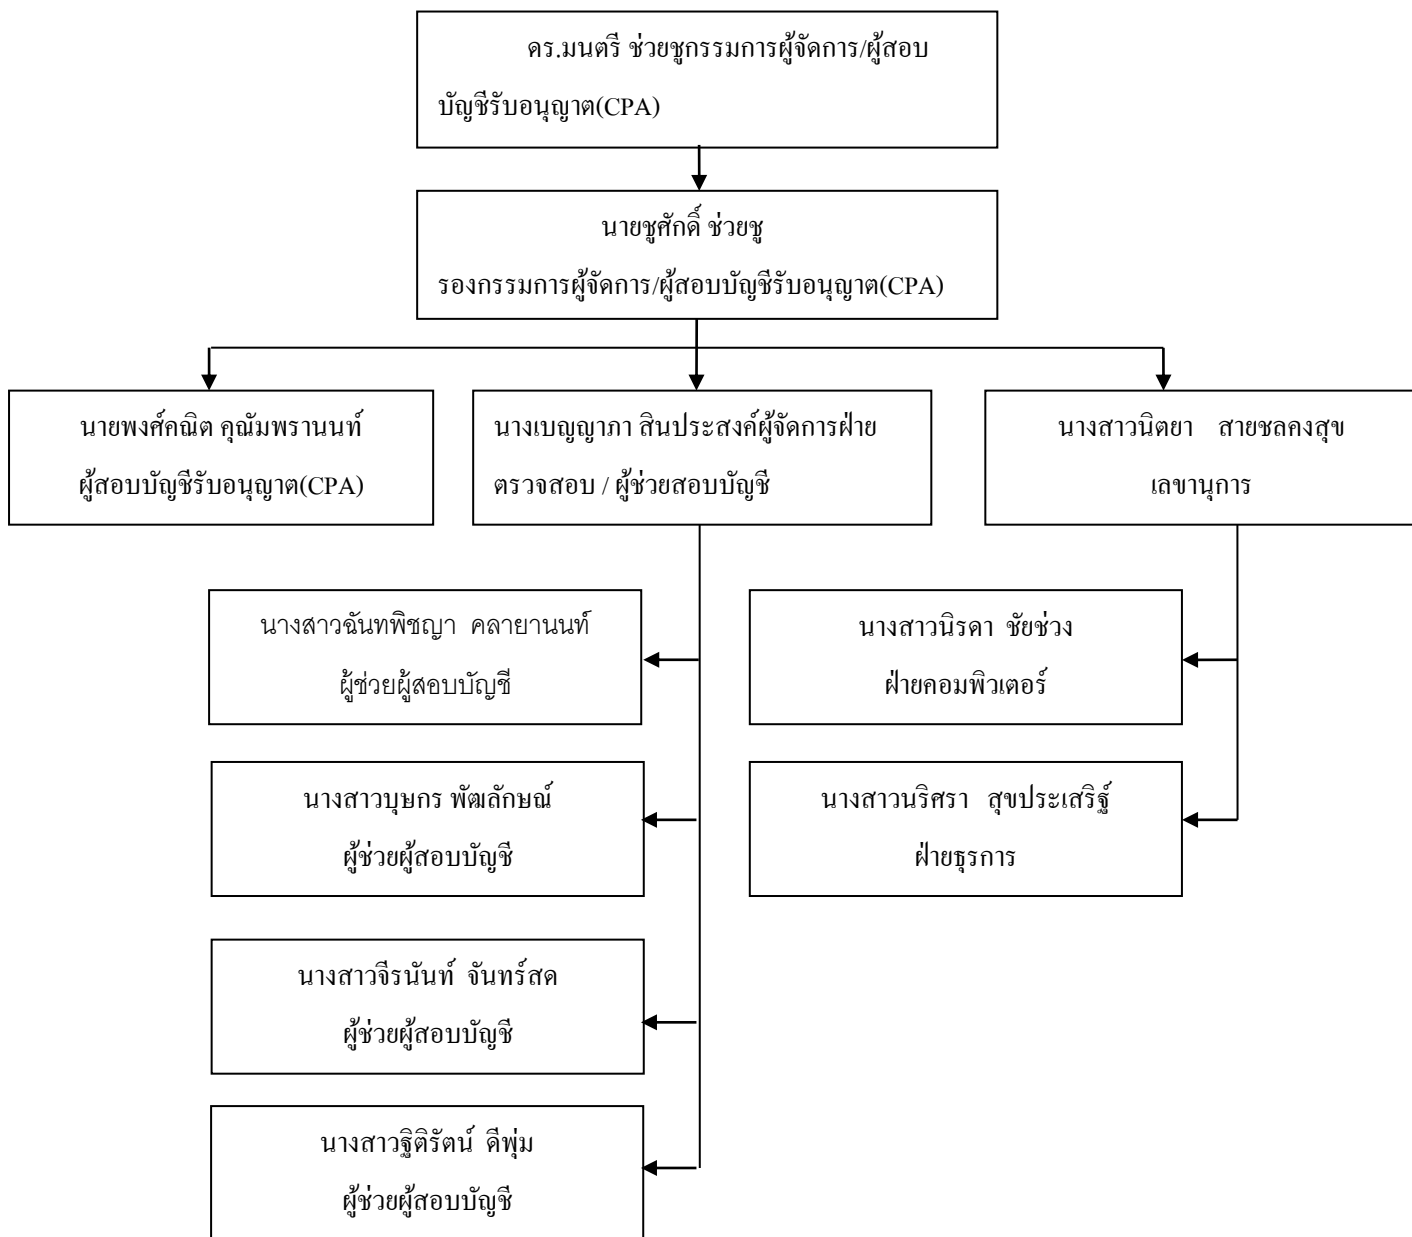 ดร.มนตรี ช่วยชูกรรมการผู้จัดการ/ผู้สอบ
บัญชีรับอนุญาต(CPA)
นายชูศักดิ์ ช่วยชู
รองกรรมการผู้จัดการ/ผู้สอบบัญชีรับอนุญาต(CPA)
นายพงศ์คณิต คุณัมพรานนท์
ผู้สอบบัญชีรับอนุญาต(CPA)
นางเบญญาภา สินประสงค์ผู้จัดการฝ่าย
ตรวจสอบ / ผู้ช่วยสอบบัญชี
นางสาวนิตยา สายชลคงสุข
เลขานุการ
นางสาวฉันทพิชญา คลายานนท์
ผู้ช่วยผู้สอบบัญชี
นางสาวนิรดา ชัยช่วง
ฝ่ายคอมพิวเตอร์
นางสาวบุษกร พัฒลักษณ์
ผู้ช่วยผู้สอบบัญชี
นางสาวนริศรา สุขประเสริฐ์
ฝ่ายธุรการ
นางสาวจีรนันท์ จันทร์สด
ผู้ช่วยผู้สอบบัญชี
นางสาวฐิติรัตน์ ดีพุ่ม
ผู้ช่วยผู้สอบบัญชี